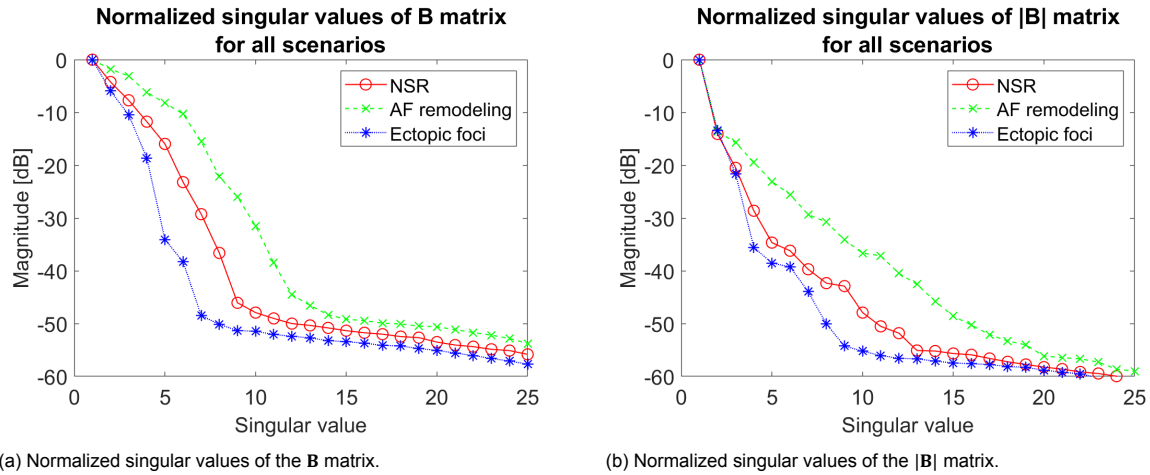 Normalized singular values of B matrix
for all scenarios
0
-10
-20
-30
-40
-50
-60
Magnitude [dB]
NSR
AF remodeling
Ectopic foci
0 5 10 15 20 25
Singular value
(a) Normalized singular values of the B matrix.
Normalized singular values of |B| matrix
for all scenarios
0
-10
-20
-30
-40
-50
-60
Magnitude [dB]
NSR
AF remodeling
Ectopic foci
0 5 10 15 20 25
Singular value
(b) Normalized singular values of the |B| matrix.